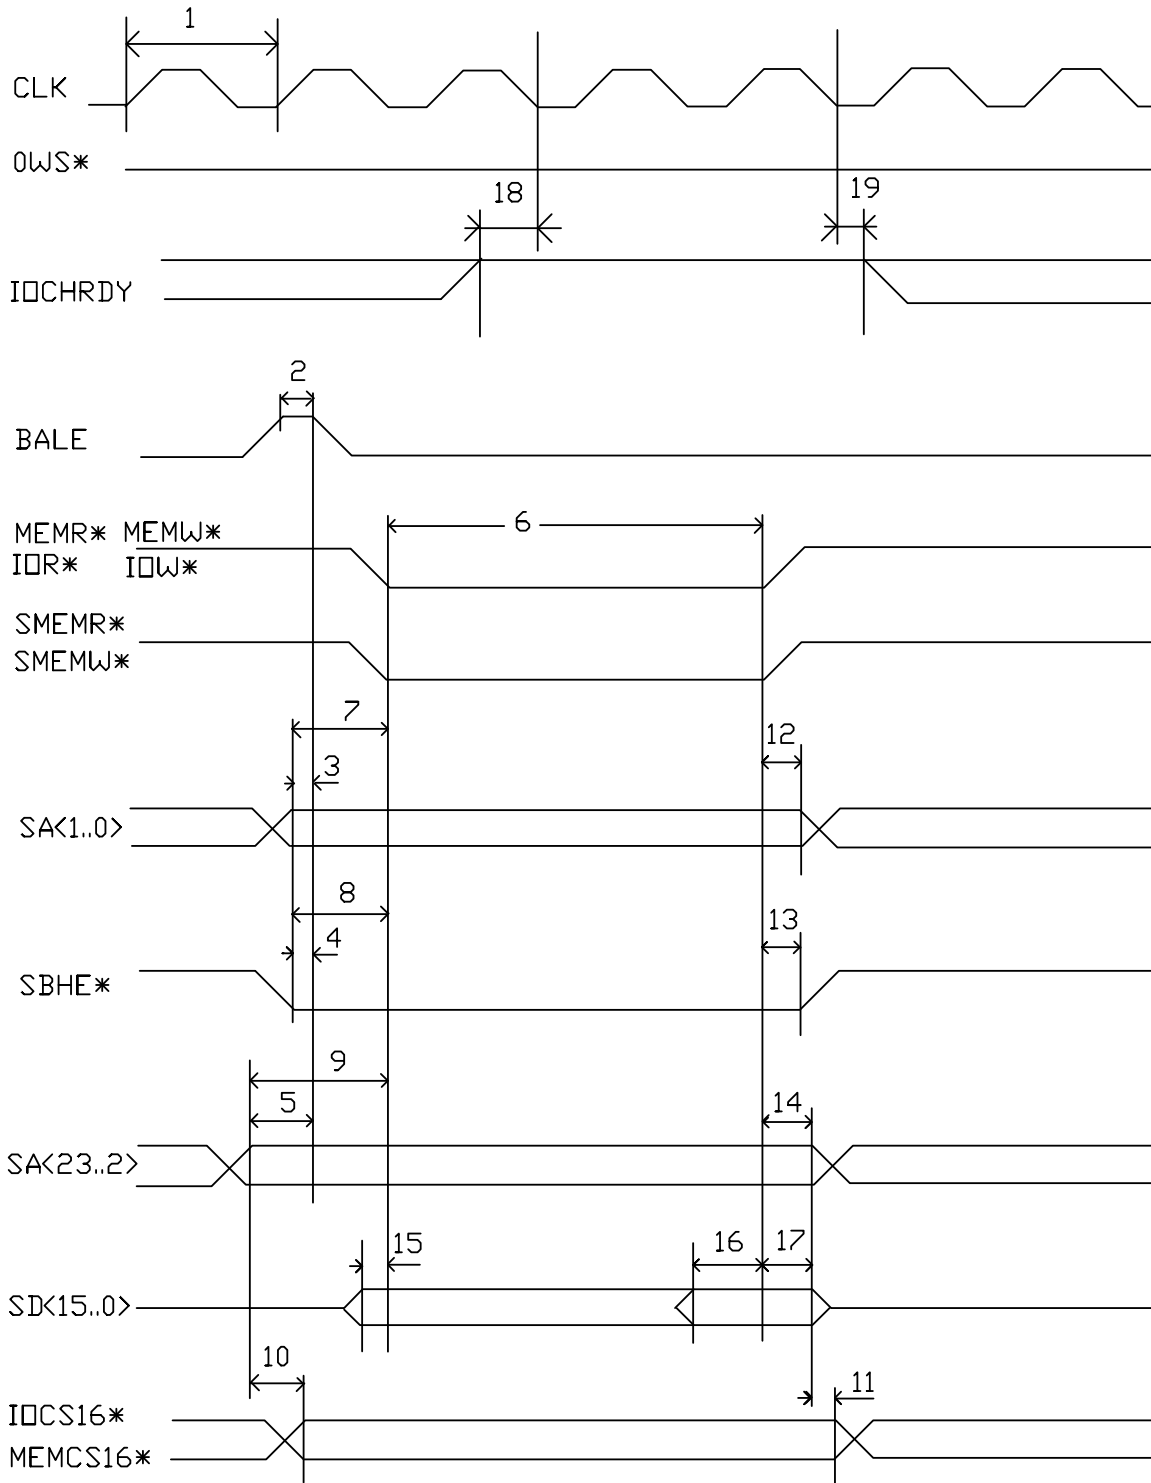 1
CLK
0WS*
18
19
IOCHRDY
2
BALE
6
MEMR* MEMW*
IOR* IOW*
SMEMR*
SMEMW*
7
12
3
SA<1..0>
8
13
4
SBHE*
9
5
14
SA<23..2>
15
16
17
SD<15..0>
10
11
IOCS16*
MEMCS16*